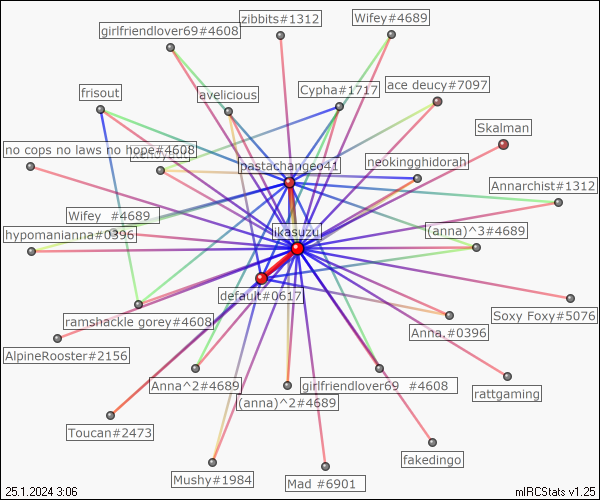 zibbits#1312
Wifey#4689
girlfriendlover69#4608
ace deucy#7097
Cypha#1717
frisout
avelicious
Skalman
no cops no laws no hope#4608
pastachangeo41
neokingghidorah
Annarchist#1312
Wifey #4689
(anna)^3#4689
hypomanianna#0396
likasuzu
default#0617
Soxy Foxy#5076
ramshackle gorey#4608
Anna,#0396
AlpineRooster#2156
Anna^2#4689
girlfriendlover69 #4608
rattgaming
(anna)^2#4689
Toucan#2473
fakedingo
Mushy#1984
Mad #6901
25.1.2024 3:06
mIRCStats v1.25